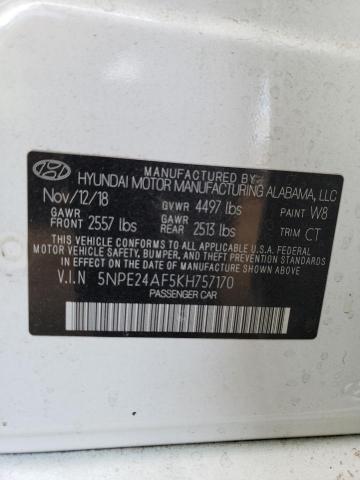 MANUFACTURED BY
HYUNDAI MOTOR MANUFACTURING ALABAMA, LLC
Nov/12/18 GVWR 4497 lbs PAINT W8
GAWR FRONT 2557 lbs GAWR REAR 2513 lbs TRIM CT
THIS VEHICLE CONFORMS TO ALL APPLICABLE U.S.A. FEDERAL
MOTOR VEHICLE SAFETY, BUMPER, AND THEFT PREVENTION STANDARDS
IN EFFECT ON THE DATE OF MANUFACTURE SHOWN ABOVE.
V.I.N 5NPE24AF5KH757170
PASSENGER CAR